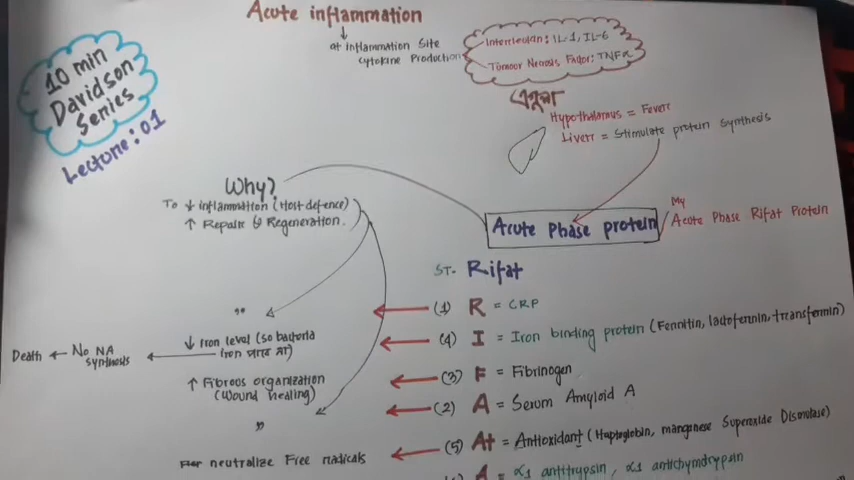 Acute inflammation
at inflammation Site
Cytokine Production
Interleukin: IL-1, IL-6
Tumour Necrosis Factor: TNFα
10 min
Davidson
Series
Lecture: 01
Hypothalamus = Fever
Liver = Stimulate protein synthesis
Why?
To ↓ inflammation (Host defence)
↑ Repair & Regeneration.
Acute Phase protein
My
Acute Phase Rifat Protein
ST- Rifat
"
(1) R = CRP
↓ Iron level (so bacteria
Iron পাবে না)
No NA
synthesis
Death
(4) I = Iron binding protein (Ferritin, lactoferrin, transferrin)
↑ Fibrous organization
(Wound healing)
(3) F = Fibrinogen
(2) A = Serum Amyloid A
"
neutralize Free radicals
(5) At = Antioxidant (Haptoglobin, manganese Superoxide Dismutase)
A = α1 antitrypsin, α1 antichymotrypsin